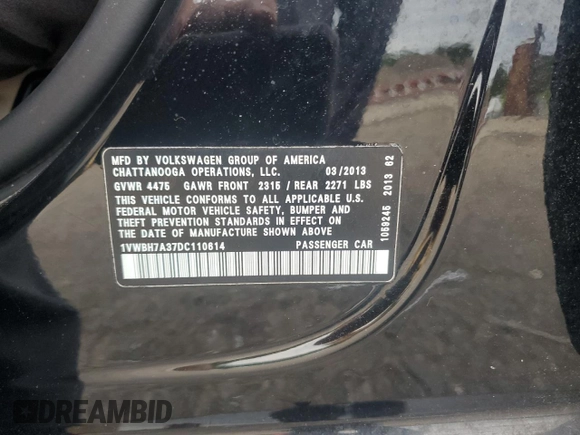 MFD BY VOLKSWAGEN GROUP OF AMERICA
CHATTANOOGA OPERATIONS, LLC. 03/2013
GVWR 4475 GAWR FRONT 2315 / REAR 2271 LBS
THIS VEHICLE CONFORMS TO ALL APPLICABLE U.S.
FEDERAL MOTOR VEHICLE SAFETY, BUMPER AND
THEFT PREVENTION STANDARDS IN EFFECT ON
THE DATE OF MANUFACTURE SHOWN ABOVE
1VWBH7A37DC110614 PASSENGER CAR
1059245 2013 62
DREAMBID